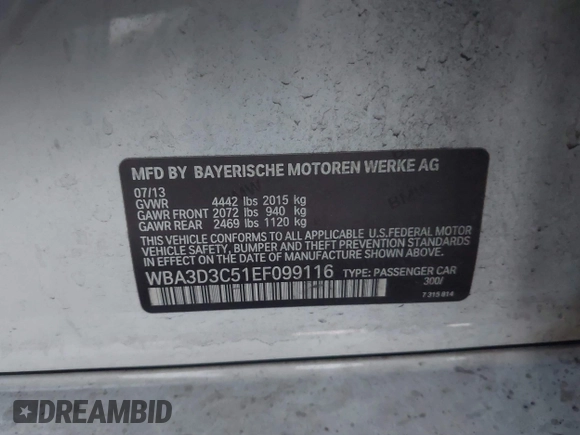 MFD BY BAYERISCHE MOTOREN WERKE AG
07/13
GVWR 4442 lbs 2015 kg
GAWR FRONT 2072 lbs 940 kg
GAWR REAR 2469 lbs 1120 kg
THIS VEHICLE CONFORMS TO ALL APPLICABLE U.S.FEDERAL MOTOR
VEHICLE SAFETY, BUMPER, AND THEFT PREVENTION STANDARDS
IN EFFECT ON THE DATE OF MANUFACTURE SHOWN ABOVE.
WBA3D3C51EF099116 TYPE: PASSENGER CAR
300/
7 315 814
DREAMBID